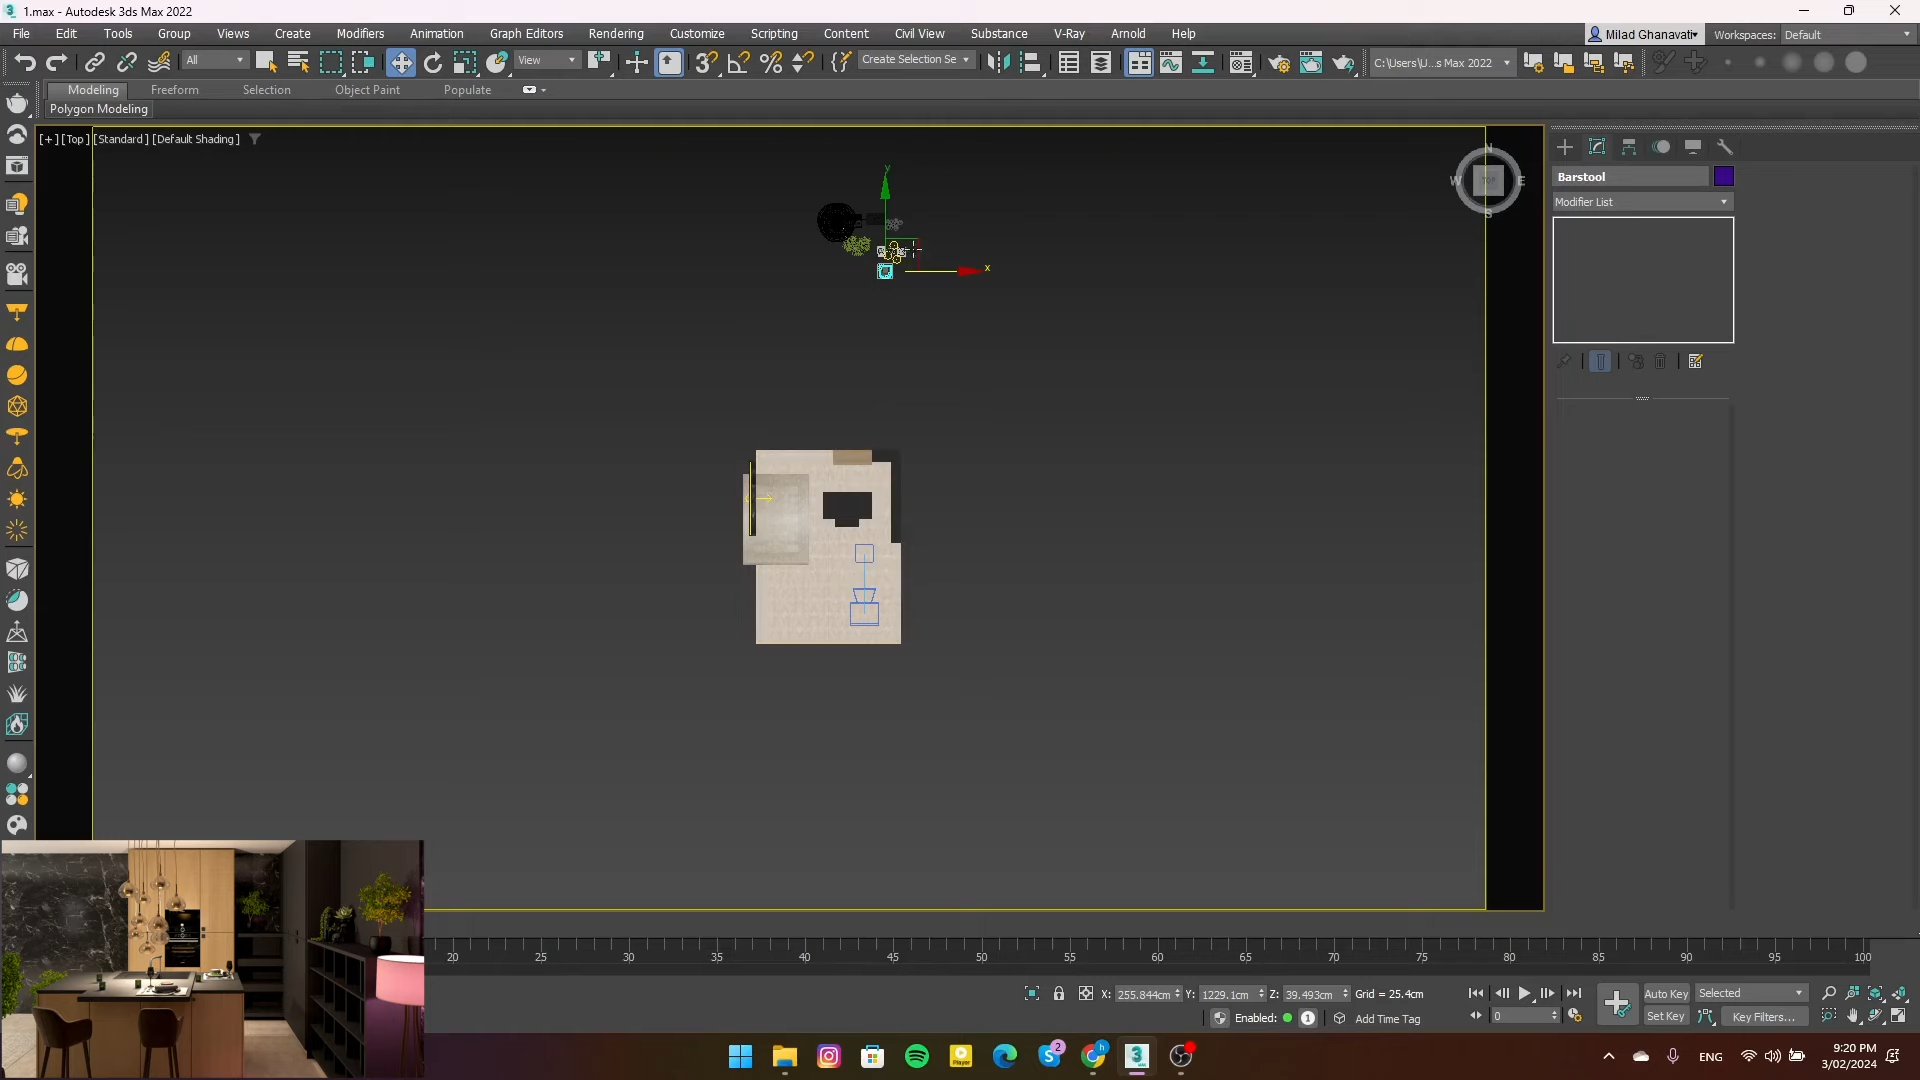 1.max - Autodesk 3ds Max 2022
File Edit Tools Group Views Create Modifiers Animation Graph Editors Rendering Customize Scripting Content Civil View Substance V-Ray Arnold Help
Milad Ghanavati Workspaces: Default
All View Create Selection Se C:\Users\U...s Max 2022
Modeling Freeform Selection Object Paint Populate
Polygon Modeling
[+] [Top] [Standard] [Default Shading]
N
W TOP E
S
Barstool
Modifier List
y
x
20 25 30 35 40 45 50 55 60 65 70 75 80 85 90 95 100
X: 255.844cm Y: 1229.1cm Z: 39.493cm Grid = 25.4cm
Auto Key Selected
Enabled: 1 Add Time Tag
0
Set Key Key Filters...
2 h
Player
ENG
9:20 PM
3/02/2024